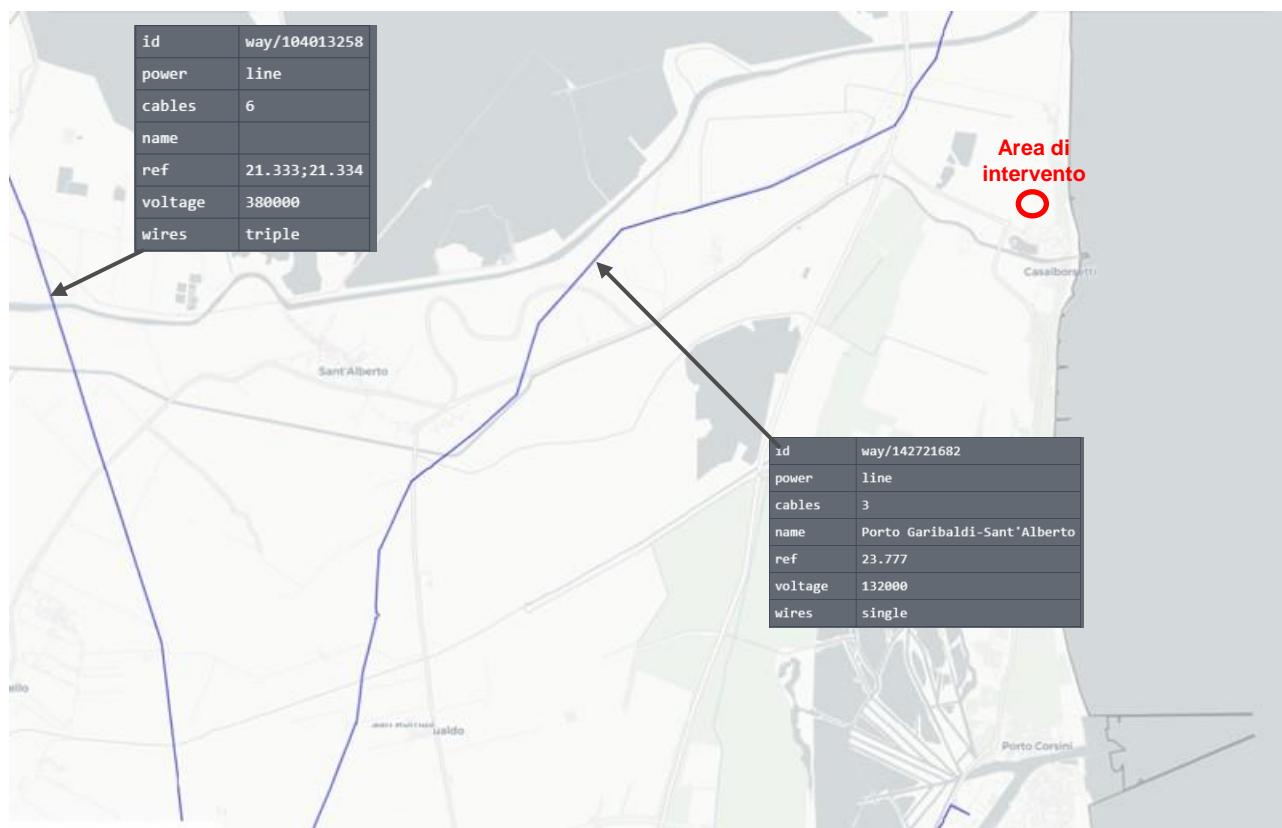 id way/104013258
power line
cables 6
name
ref 21.333;21.334
voltage 380000
wires triple
Area di
intervento
Casalborsetti
Sant'Alberto
id way/142721682
power line
cables 3
name Porto Garibaldi-Sant'Alberto
ref 23.777
voltage 132000
wires single
ualdo
Porto Corsini